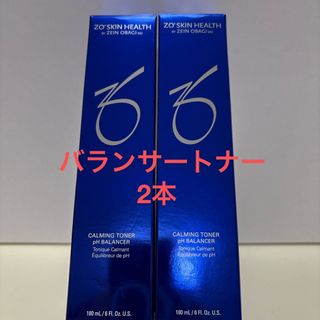 ZO® SKIN HEALTH
BY ZEIN OBAGI MD
ZO® SKIN HEALTH
BY ZEIN OBAGI MD
バランサートナー
2本
CALMING TONER
pH BALANCER
Tonique Calmant
Équilibreur de pH
180 mL / 6 Fl. Oz. U.S.
CALMING TONER
pH BALANCER
Tonique Calmant
Équilibreur de pH
180 mL / 6 Fl. Oz. U.S.